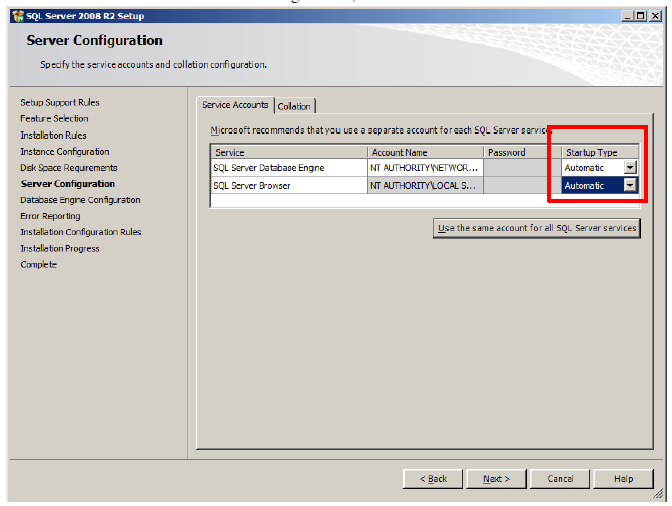 SQL Server 2008 R2 Setup
Server Configuration
Specify the service accounts and collation configuration.
Setup Support Rules
Feature Selection
Installation Rules
Instance Configuration
Disk Space Requirements
Server Configuration
Database Engine Configuration
Error Reporting
Installation Configuration Rules
Installation Progress
Complete
Service Accounts Collation
Microsoft recommends that you use a separate account for each SQL Server service.
Service Account Name Password Startup Type
SQL Server Database Engine NT AUTHORITY\NETWOR... Automatic
SQL Server Browser NT AUTHORITY\LOCAL S... Automatic
Use the same account for all SQL Server services
< Back Next > Cancel Help